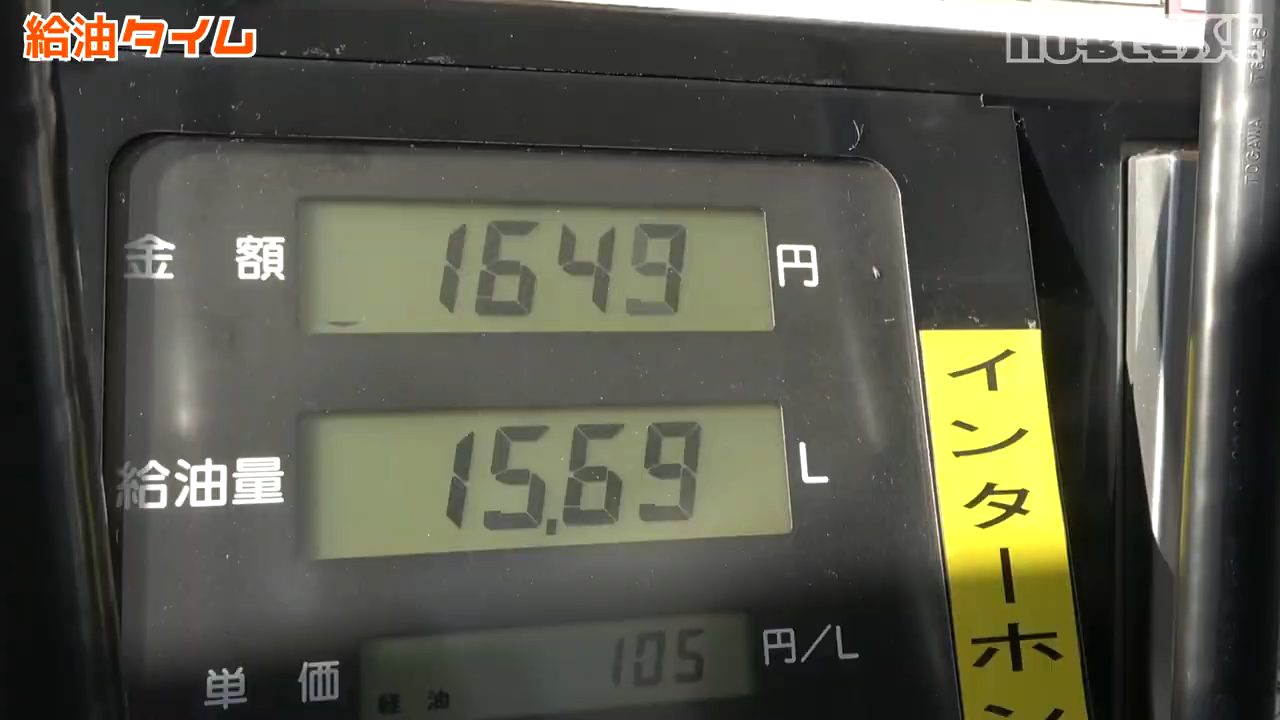 給油タイム
NOBLESSE
TOGAWA
金額 1649 円
給油量 15.69 L
単価 105 円/L
軽油
インターホン